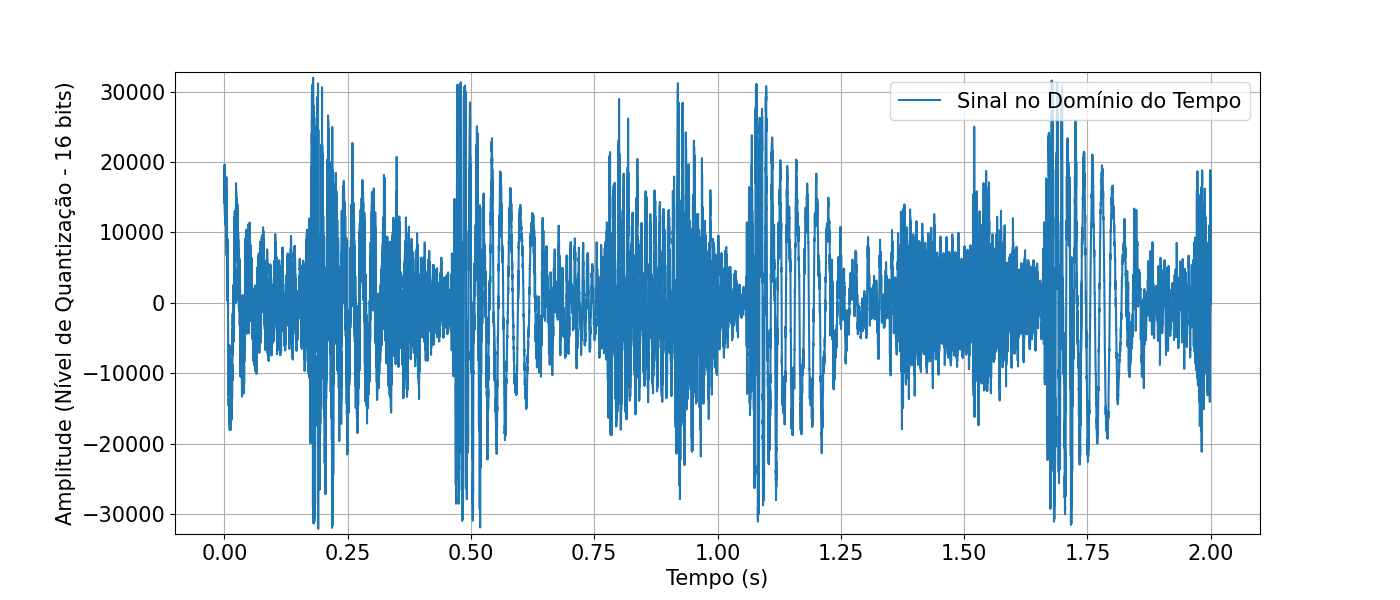 Sinal no Domínio do Tempo
Amplitude (Nível de Quantização - 16 bits)
30000
20000
10000
0
−10000
−20000
−30000
0.00 0.25 0.50 0.75 1.00 1.25 1.50 1.75 2.00
Tempo (s)